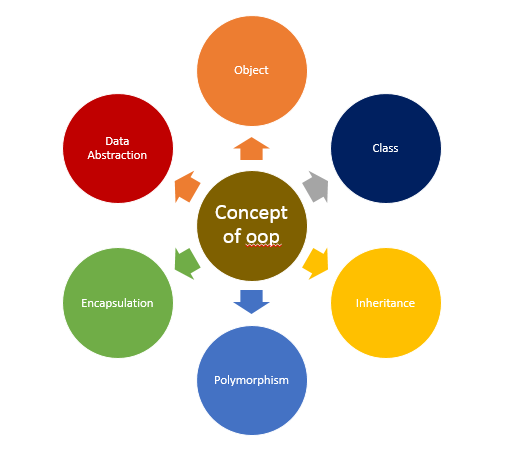 Object
Data
Abstraction
Class
Concept
of oop
Encapsulation
Inheritance
Polymorphism